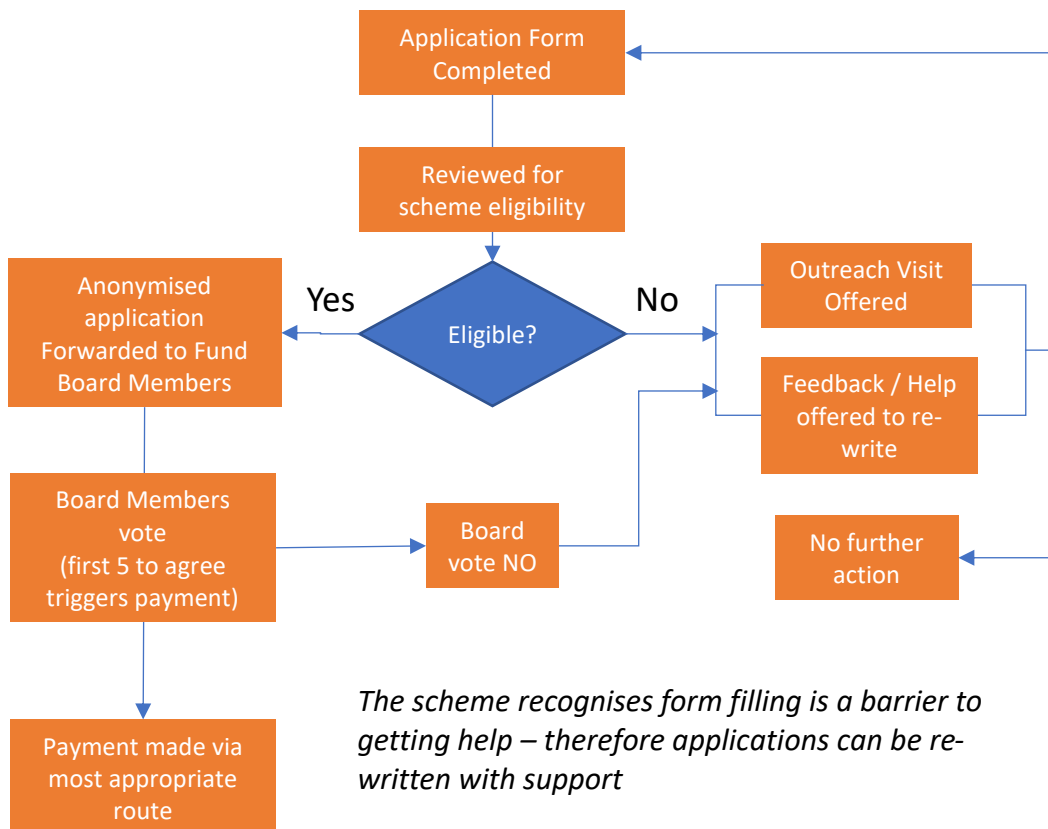 Application Form
Completed
Reviewed for
scheme eligibility
Eligible?
Yes
No
Anonymised
application
Forwarded to Fund
Board Members
Outreach Visit
Offered
Feedback / Help
offered to re-
write
Board Members
vote
(first 5 to agree
triggers payment)
Board
vote NO
No further
action
Payment made via
most appropriate
route
The scheme recognises form filling is a barrier to
getting help – therefore applications can be re-
written with support